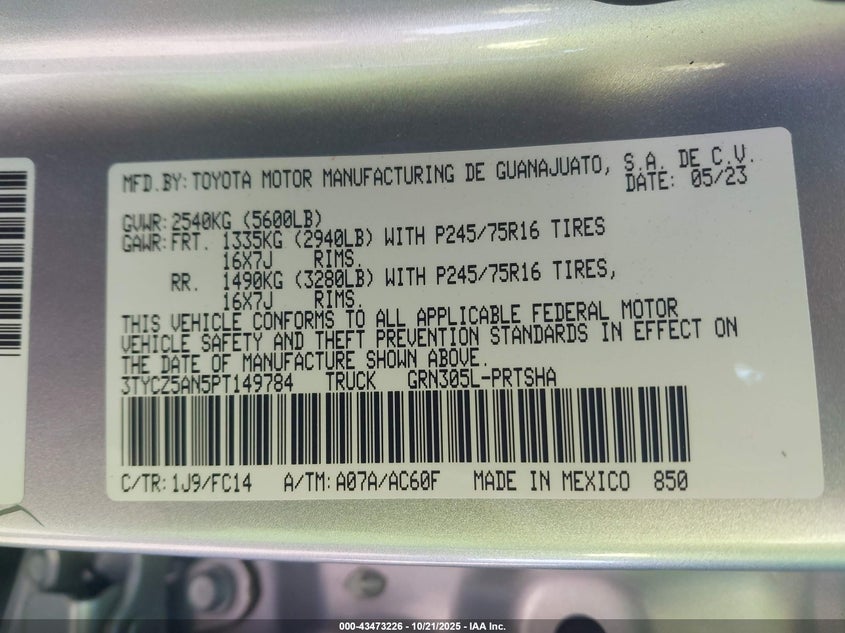 MFD.BY:TOYOTA MOTOR MANUFACTURING DE GUANAJUATO, S.A. DE C.V.
DATE: 05/23
GVWR:2540KG (5600LB)
GAWR:FRT. 1335KG (2940LB) WITH P245/75R16 TIRES
16X7J RIMS.
RR. 1490KG (3280LB) WITH P245/75R16 TIRES,
16X7J RIMS.
THIS VEHICLE CONFORMS TO ALL APPLICABLE FEDERAL MOTOR
VEHICLE SAFETY AND THEFT PREVENTION STANDARDS IN EFFECT ON
THE DATE OF MANUFACTURE SHOWN ABOVE.
3TYCZ5AN5PT149784 TRUCK GRN305L-PRTSHA
C/TR:1J9/FC14 A/TM:A07A/AC60F MADE IN MEXICO 850
000-43473226 - 10/21/2025 - IAA Inc.